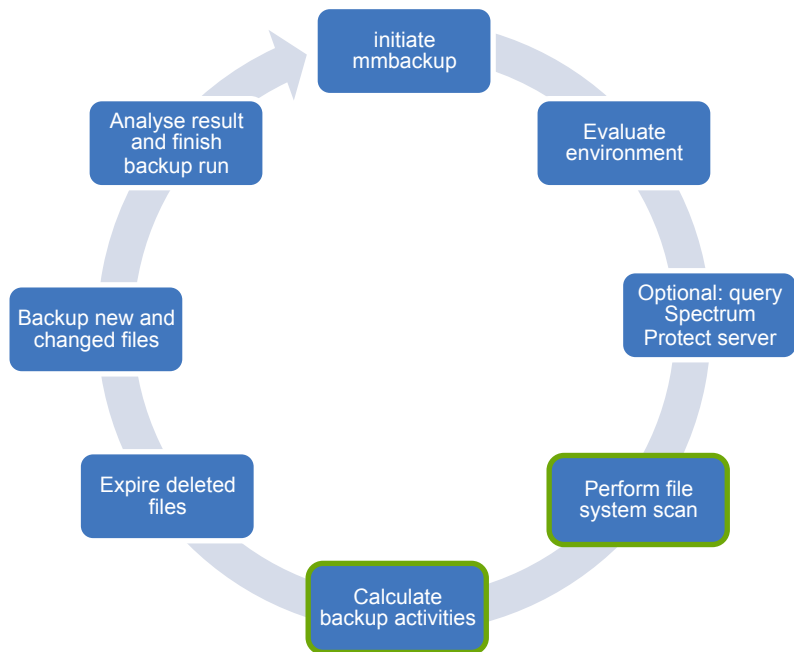 initiate
mmbackup
Evaluate
environment
Optional: query
Spectrum
Protect server
Perform file
system scan
Calculate
backup activities
Expire deleted
files
Backup new and
changed files
Analyse result
and finish
backup run